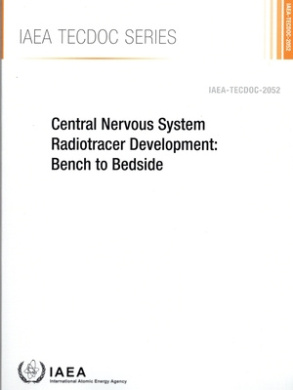 IAEA TECDOC SERIES
IAEA-TECDOC-2052
IAEA-TECDOC-2052
Central Nervous System
Radiotracer Development:
Bench to Bedside
IAEA
International Atomic Energy Agency